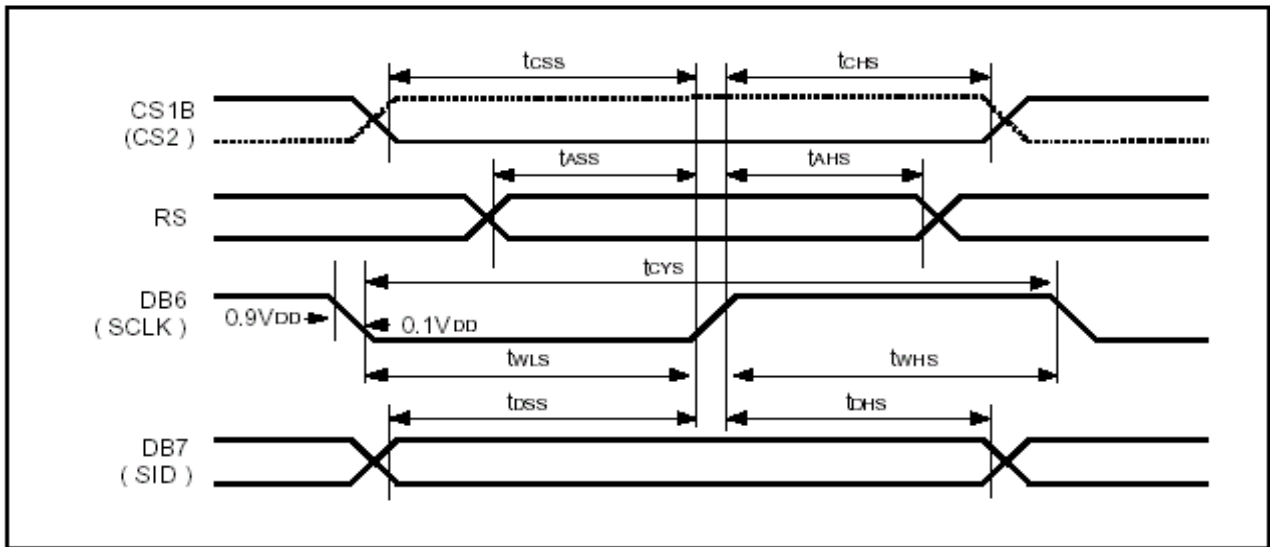 tCSS
tCHS
CS1B
(CS2 )
tASS
tAHS
RS
tCYS
DB6
( SCLK)
0.9VDD
0.1VDD
tWLS
tWHS
tDSS
tDHS
DB7
( SID )